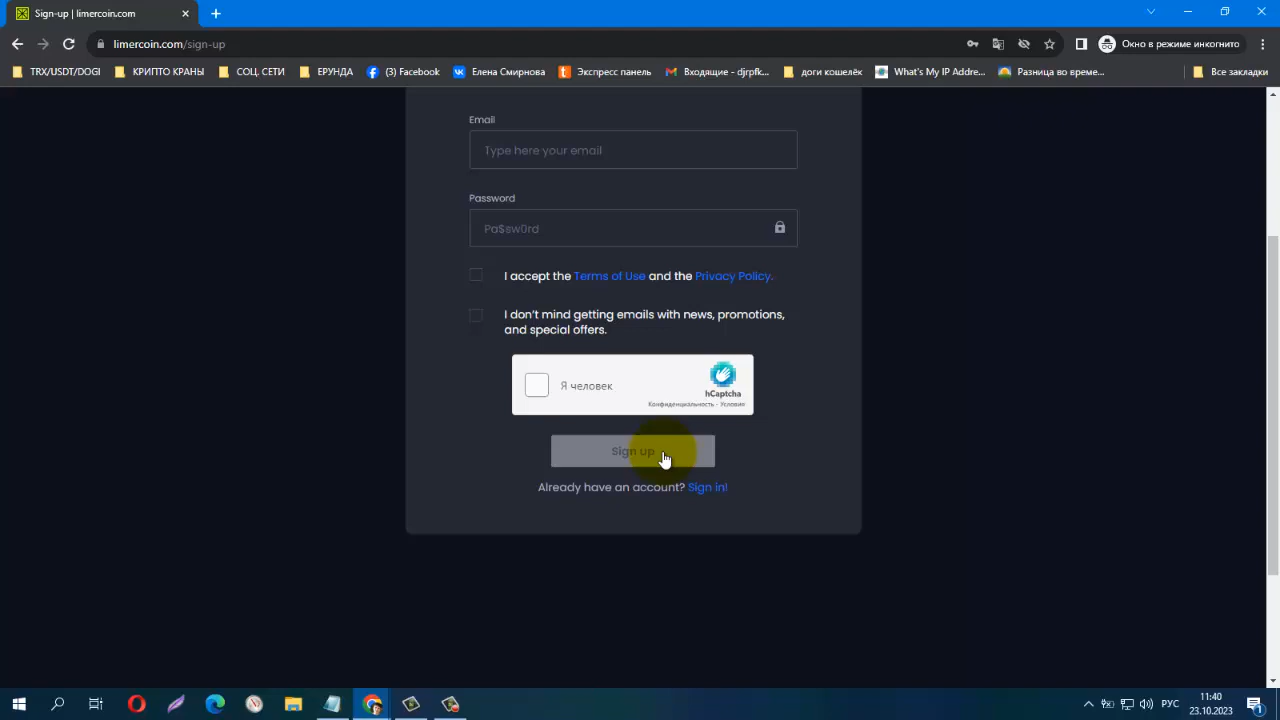 Sign-up | limercoin.com
limercoin.com/sign-up
Окно в режиме инкогнито
TRX/USDT/DOGI
КРИПТО КРАНЫ
СОЦ. СЕТИ
ЕРУНДА
(3) Facebook
Елена Смирнова
Экспресс панель
Входящие - djrpfk...
доги кошелёк
What's My IP Addre...
Разница во време...
Все закладки
Email
Type here your email
Password
Pa$sw0rd
I accept the Terms of Use and the Privacy Policy.
I don't mind getting emails with news, promotions,
and special offers.
Я человек
hCaptcha
Конфиденциальность - Условия
Sign up
Already have an account? Sign in!
11:40
РУС
23.10.2023
1